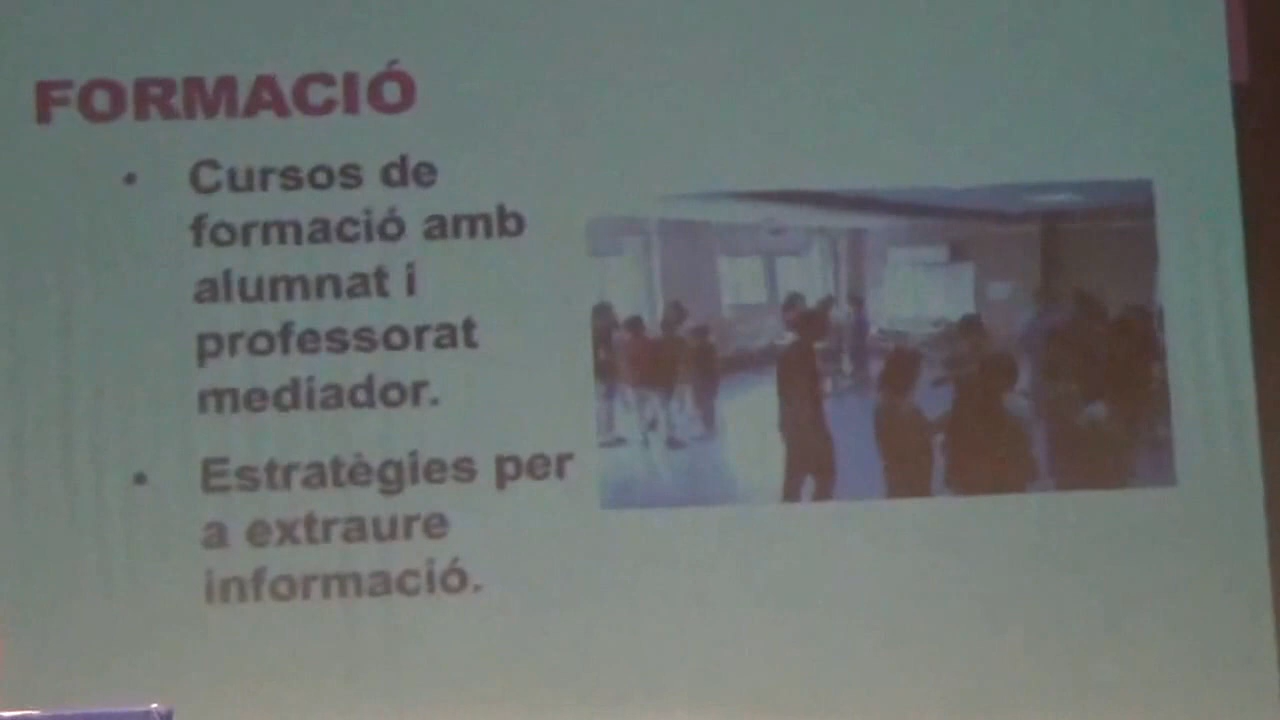 FORMACIÓ
• Cursos de
formació amb
alumnat i
professorat
mediador.
• Estratègies per
a extraure
informació.